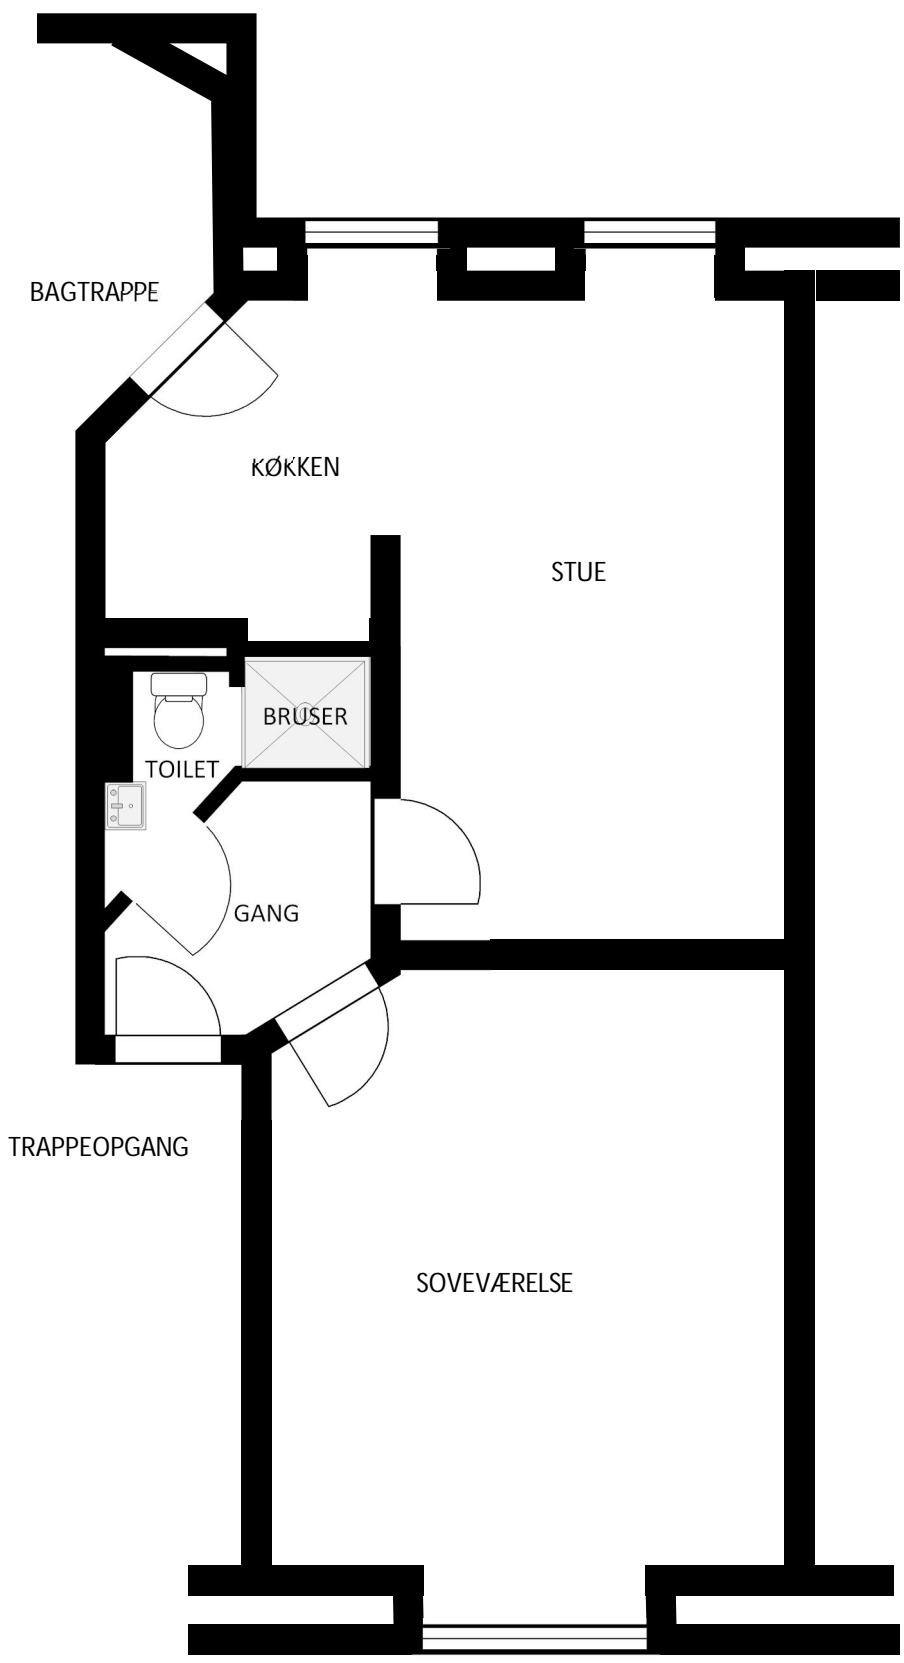 BAGTRAPPE
KØKKEN
STUE
BRUSER
TOILET
GANG
TRAPPEOPGANG
SOVEVÆRELSE